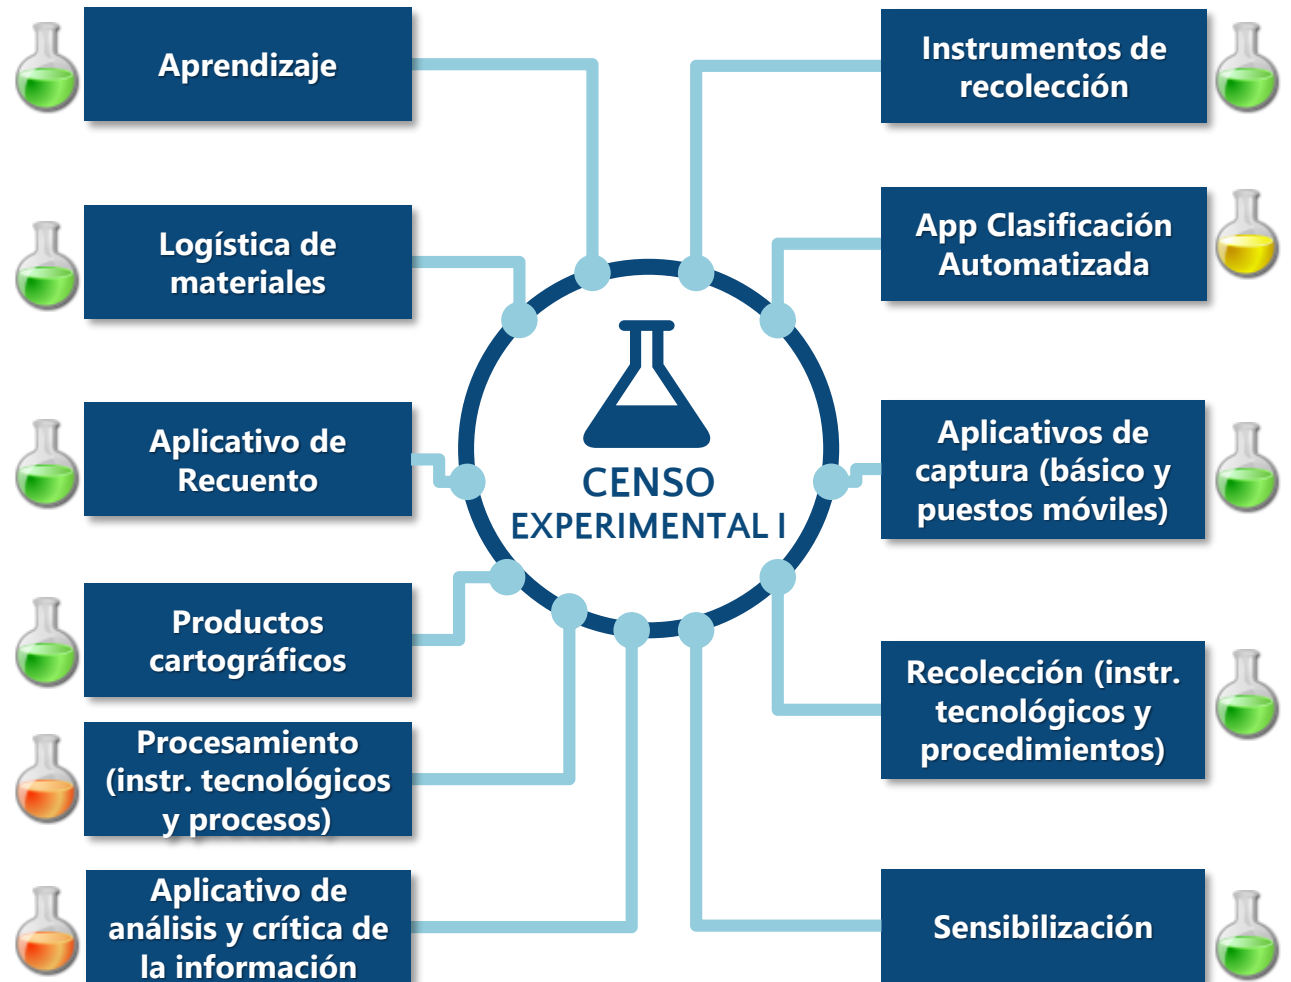 Aprendizaje
Logística de
materiales
Aplicativo de
Recuento
Productos
cartográficos
Procesamiento
(instr. tecnológicos
y procesos)
Aplicativo de
análisis y crítica de
la información
CENSO
EXPERIMENTAL I
Instrumentos de
recolección
App Clasificación
Automatizada
Aplicativos de
captura (básico y
puestos móviles)
Recolección (instr.
tecnológicos y
procedimientos)
Sensibilización